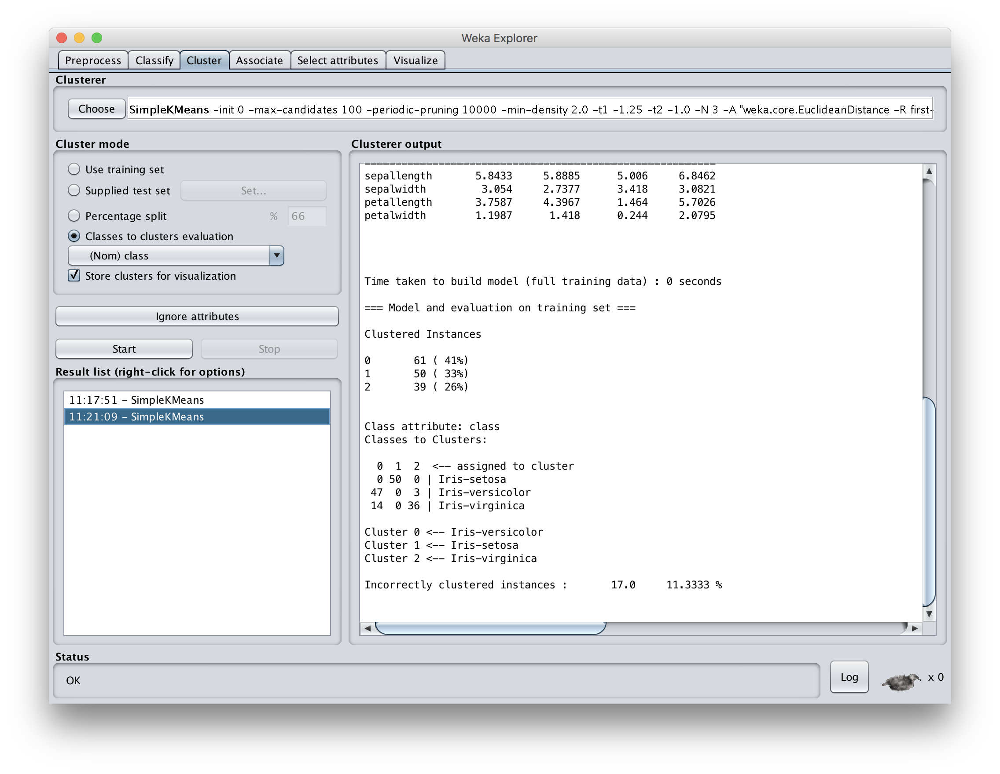 Weka Explorer
Preprocess Classify Cluster Associate Select attributes Visualize
Clusterer
Choose SimpleKMeans -init 0 -max-candidates 100 -periodic-pruning 10000 -min-density 2.0 -t1 -1.25 -t2 -1.0 -N 3 -A "weka.core.EuclideanDistance -R first-
Cluster mode
Use training set
Supplied test set Set...
Percentage split % 66
Classes to clusters evaluation
(Nom) class
Store clusters for visualization
Ignore attributes
Start Stop
Result list (right-click for options)
11:17:51 - SimpleKMeans
11:21:09 - SimpleKMeans
Clusterer output
sepallength 5.8433 5.8885 5.006 6.8462
sepalwidth 3.054 2.7377 3.418 3.0821
petallength 3.7587 4.3967 1.464 5.7026
petalwidth 1.1987 1.418 0.244 2.0795
Time taken to build model (full training data) : 0 seconds
=== Model and evaluation on training set ===
Clustered Instances
0 61 ( 41%)
1 50 ( 33%)
2 39 ( 26%)
Class attribute: class
Classes to Clusters:
0 1 2 <-- assigned to cluster
0 50 0 | Iris-setosa
47 0 3 | Iris-versicolor
14 0 36 | Iris-virginica
Cluster 0 <-- Iris-versicolor
Cluster 1 <-- Iris-setosa
Cluster 2 <-- Iris-virginica
Incorrectly clustered instances : 17.0 11.3333 %
Status
OK
Log x 0